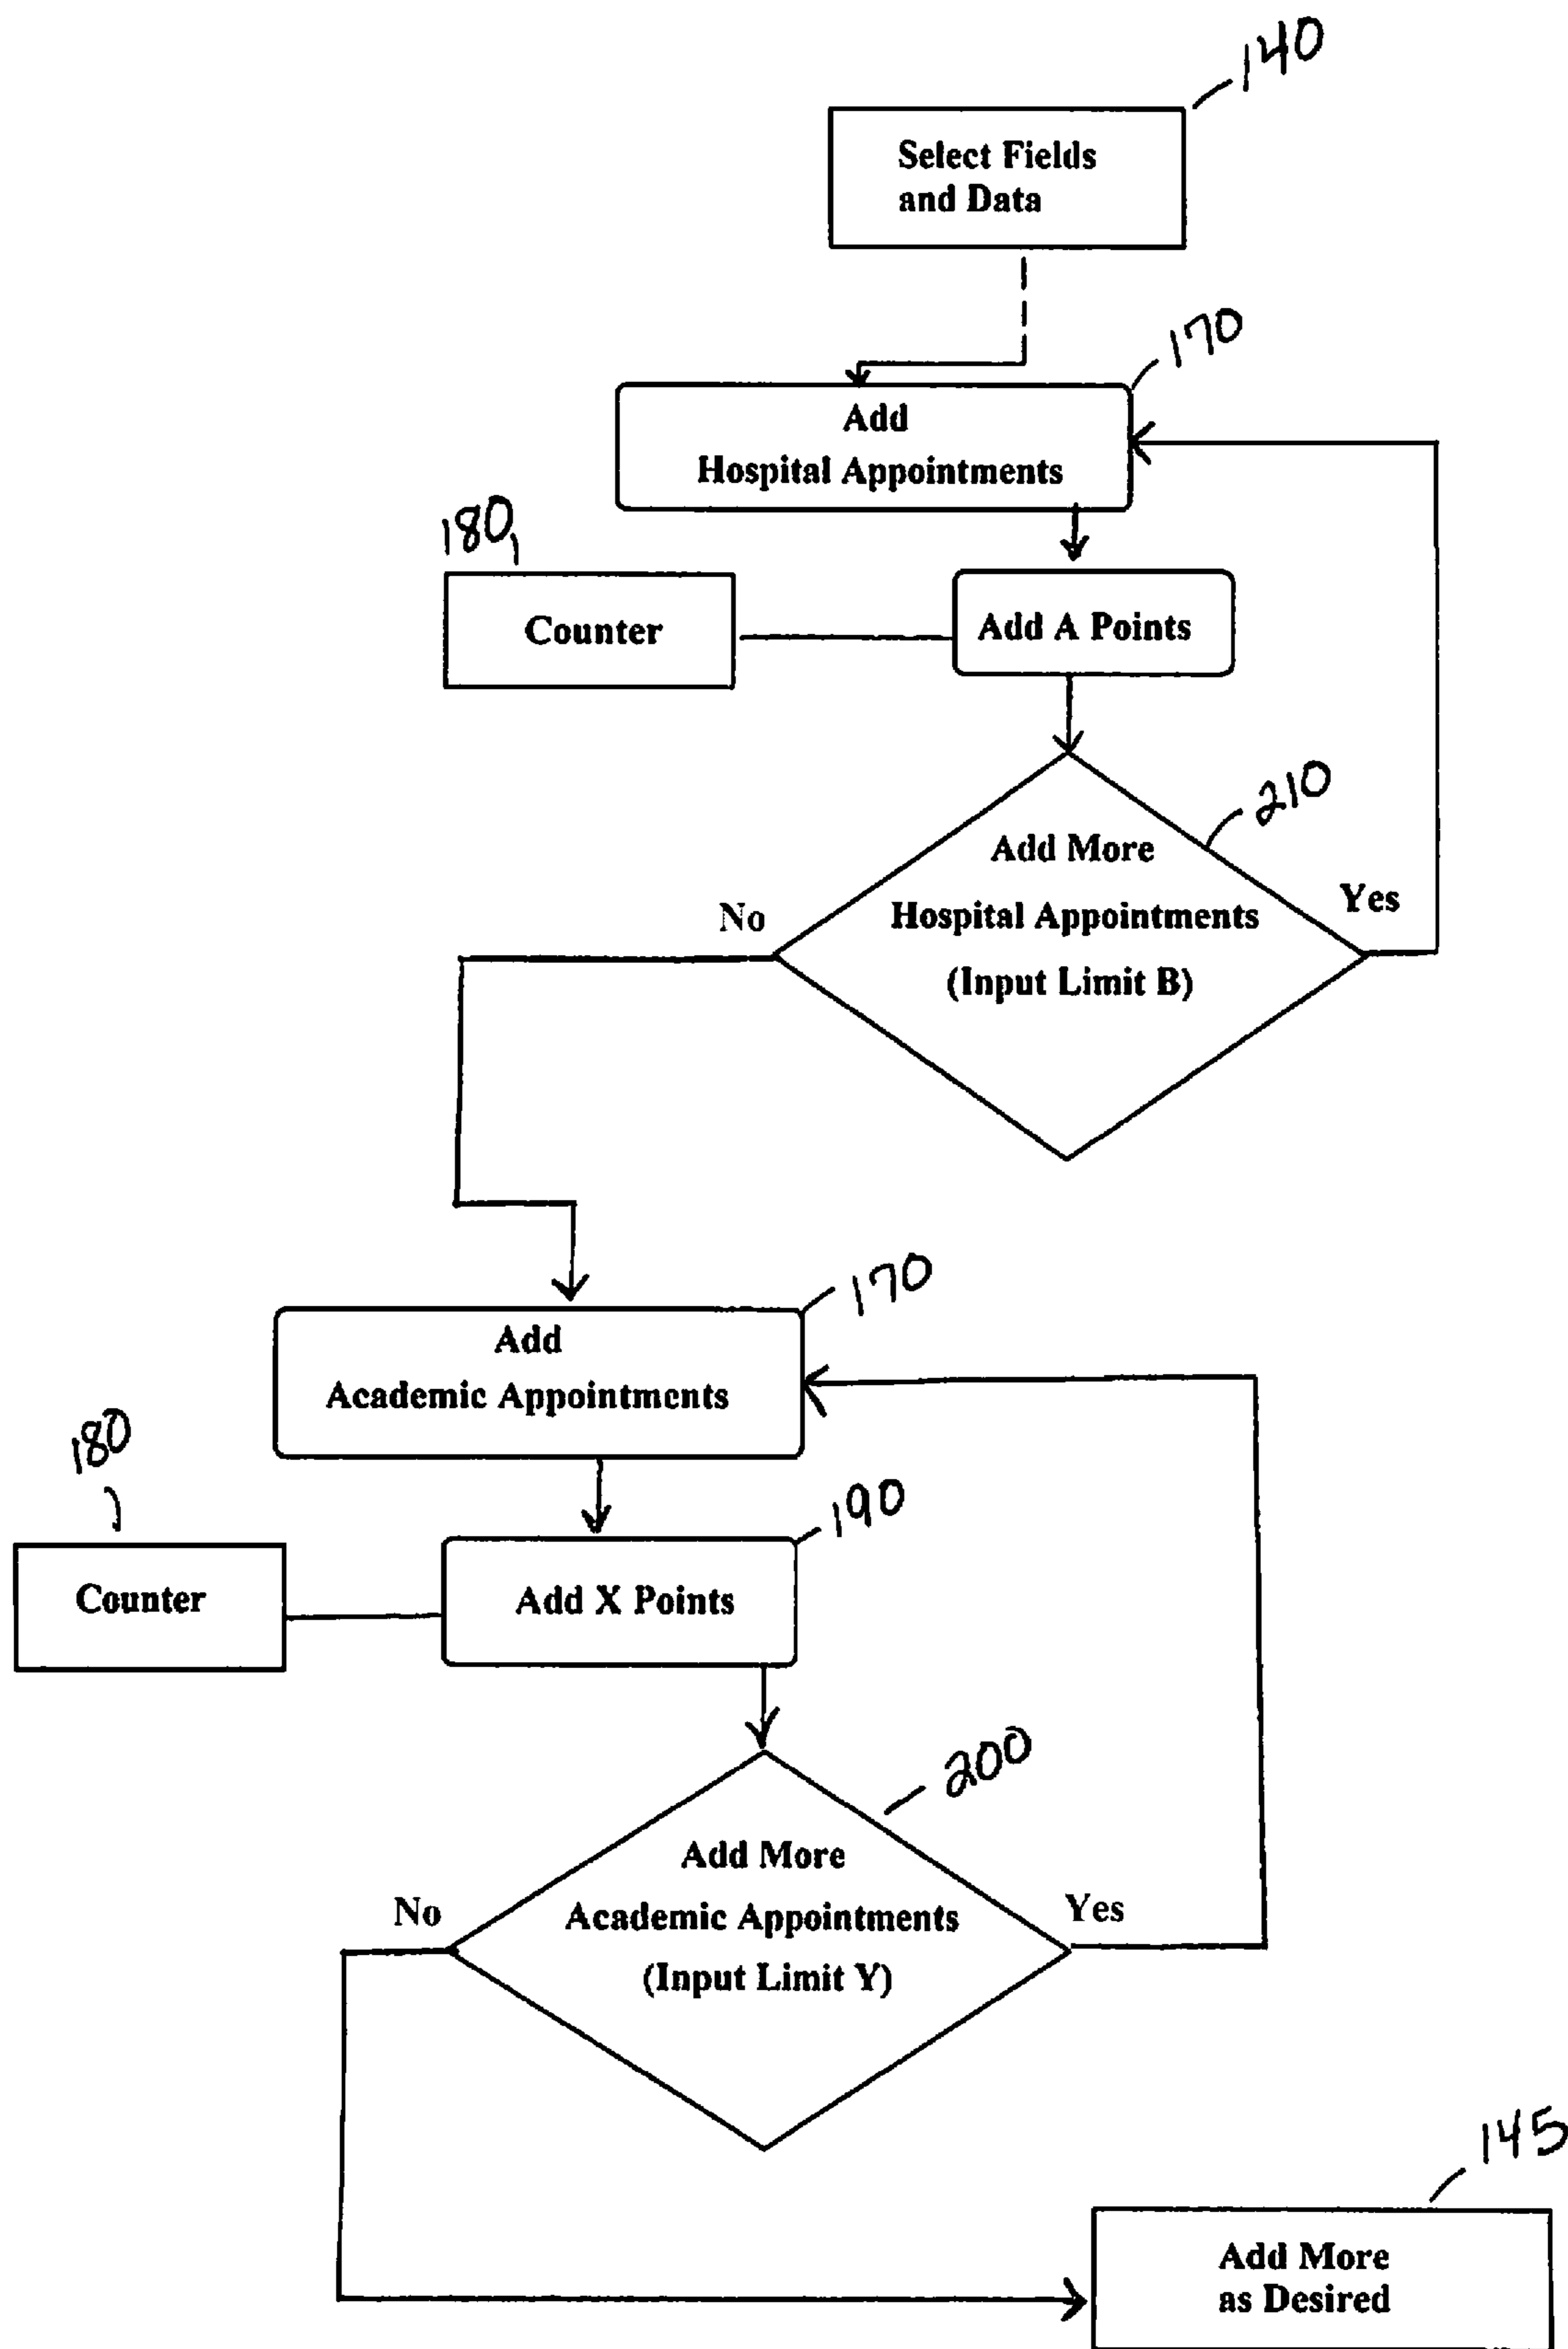 140
Select Fields
and Data
170
Add
Hospital Appointments
180
Counter
Add A Points
210
Add More
Hospital Appointments
(Input Limit B)
No
Yes
170
Add
Academic Appointments
180
Counter
190
Add X Points
200
Add More
Academic Appointments
(Input Limit Y)
No
Yes
145
Add More
as Desired